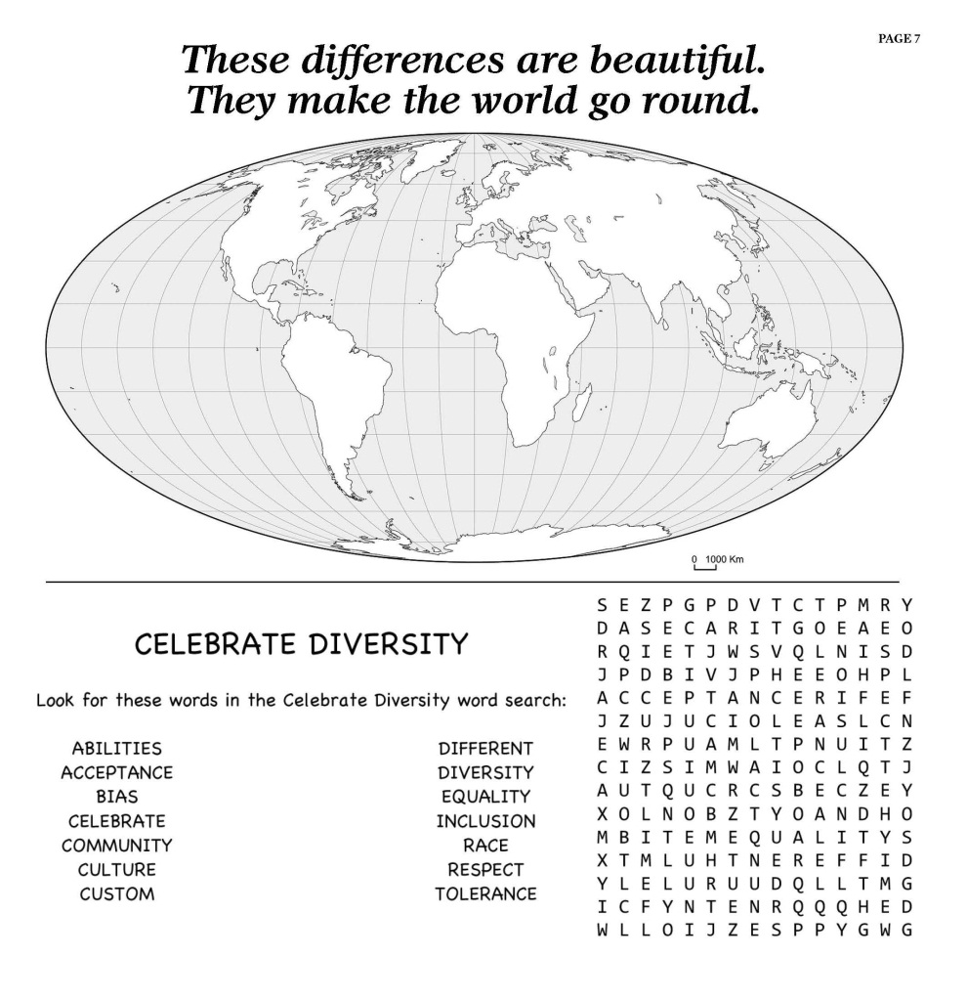 PAGE 7
These differences are beautiful.
They make the world go round.
0 1000 Km
CELEBRATE DIVERSITY
Look for these words in the Celebrate Diversity word search:
ABILITIES
ACCEPTANCE
BIAS
CELEBRATE
COMMUNITY
CULTURE
CUSTOM
DIFFERENT
DIVERSITY
EQUALITY
INCLUSION
RACE
RESPECT
TOLERANCE
S E Z P G P D V T C T P M R Y
D A S E C A R I T G O E A E O
R Q I E T J W S V Q L N I S D
J P D B I V J P H E E O H P L
A C C E P T A N C E R I F E F
J Z U J U C I O L E A S L C N
E W R P U A M L T P N U I T Z
C I Z S I M W A I O C L Q T J
A U T Q U C R C S B E C Z E Y
X O L N O B Z T Y O A N D H O
M B I T E M E Q U A L I T Y S
X T M L U H T N E R E F F I D
Y L E L U R U U D Q L L T M G
I C F Y N T E N R Q Q Q H E D
W L L O I J Z E S P P Y G W G